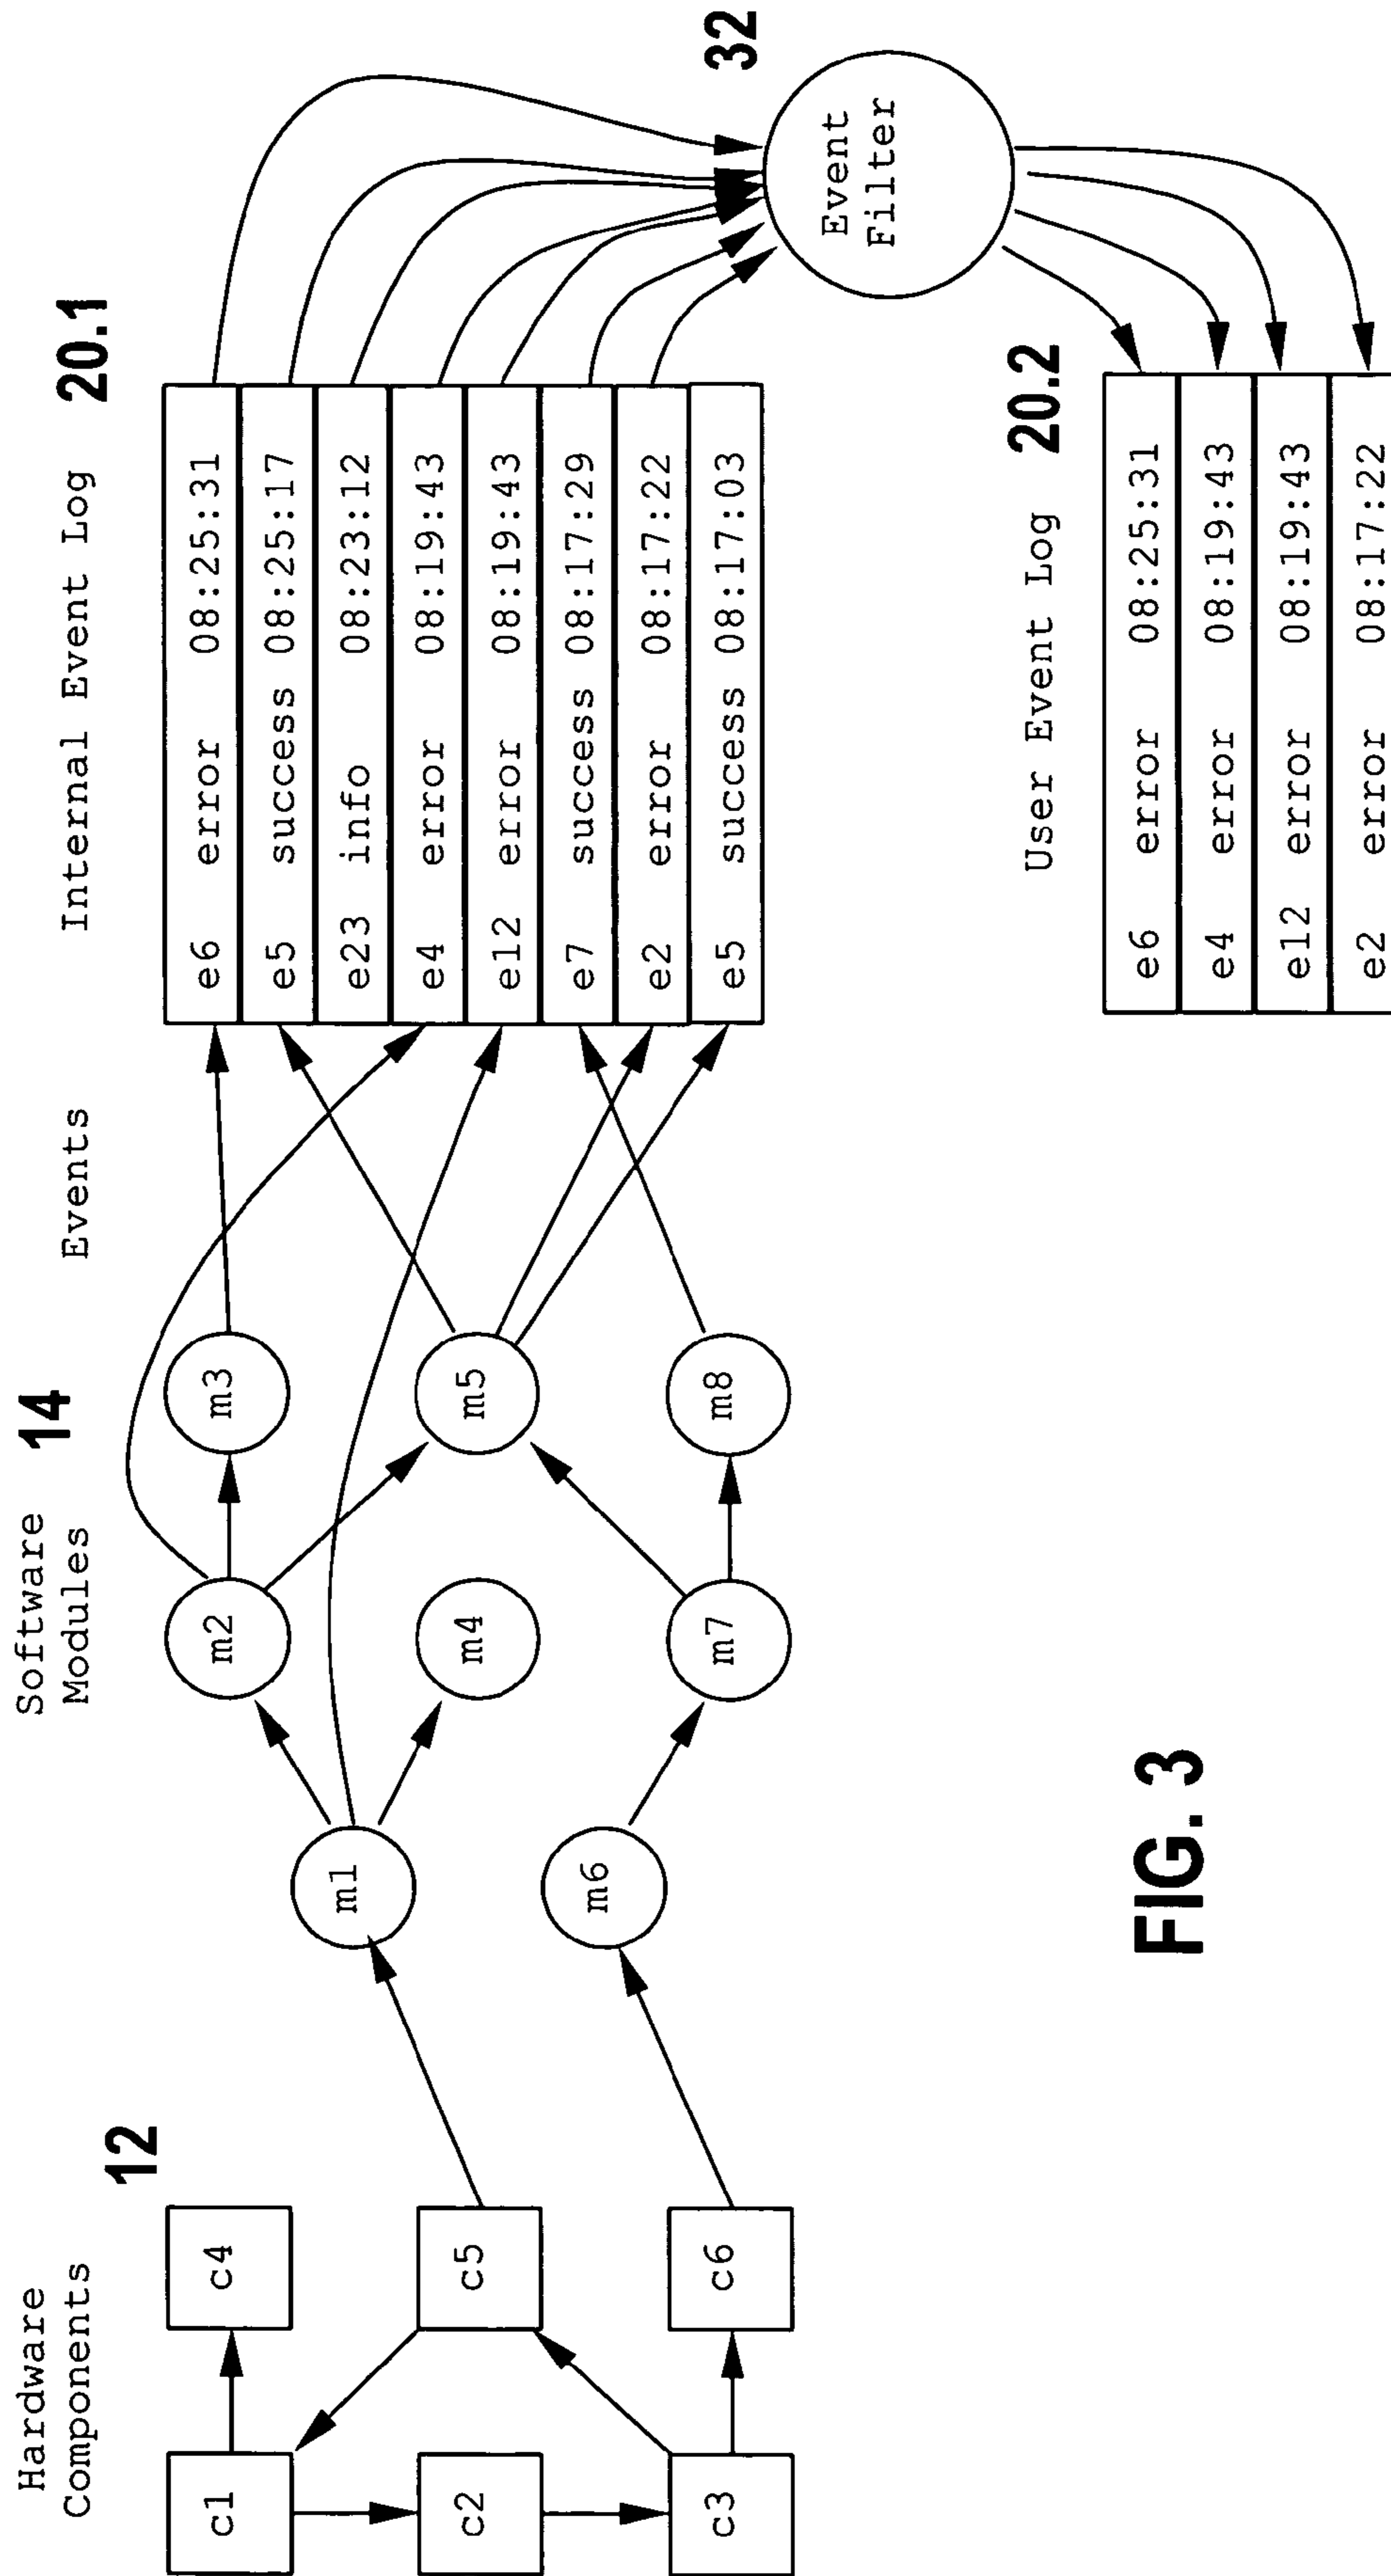 Hardware
Components
12
c1
c4
c2
c5
c3
c6
Software
Modules
14
m1
m2
m3
m4
m5
m6
m7
m8
Events
Internal Event Log 20.1
e6 error 08:25:31
e5 success 08:25:17
e23 info 08:23:12
e4 error 08:19:43
e12 error 08:19:43
e7 success 08:17:29
e2 error 08:17:22
e5 success 08:17:03
32
Event
Filter
User Event Log 20.2
e6 error 08:25:31
e4 error 08:19:43
e12 error 08:19:43
e2 error 08:17:22
FIG. 3